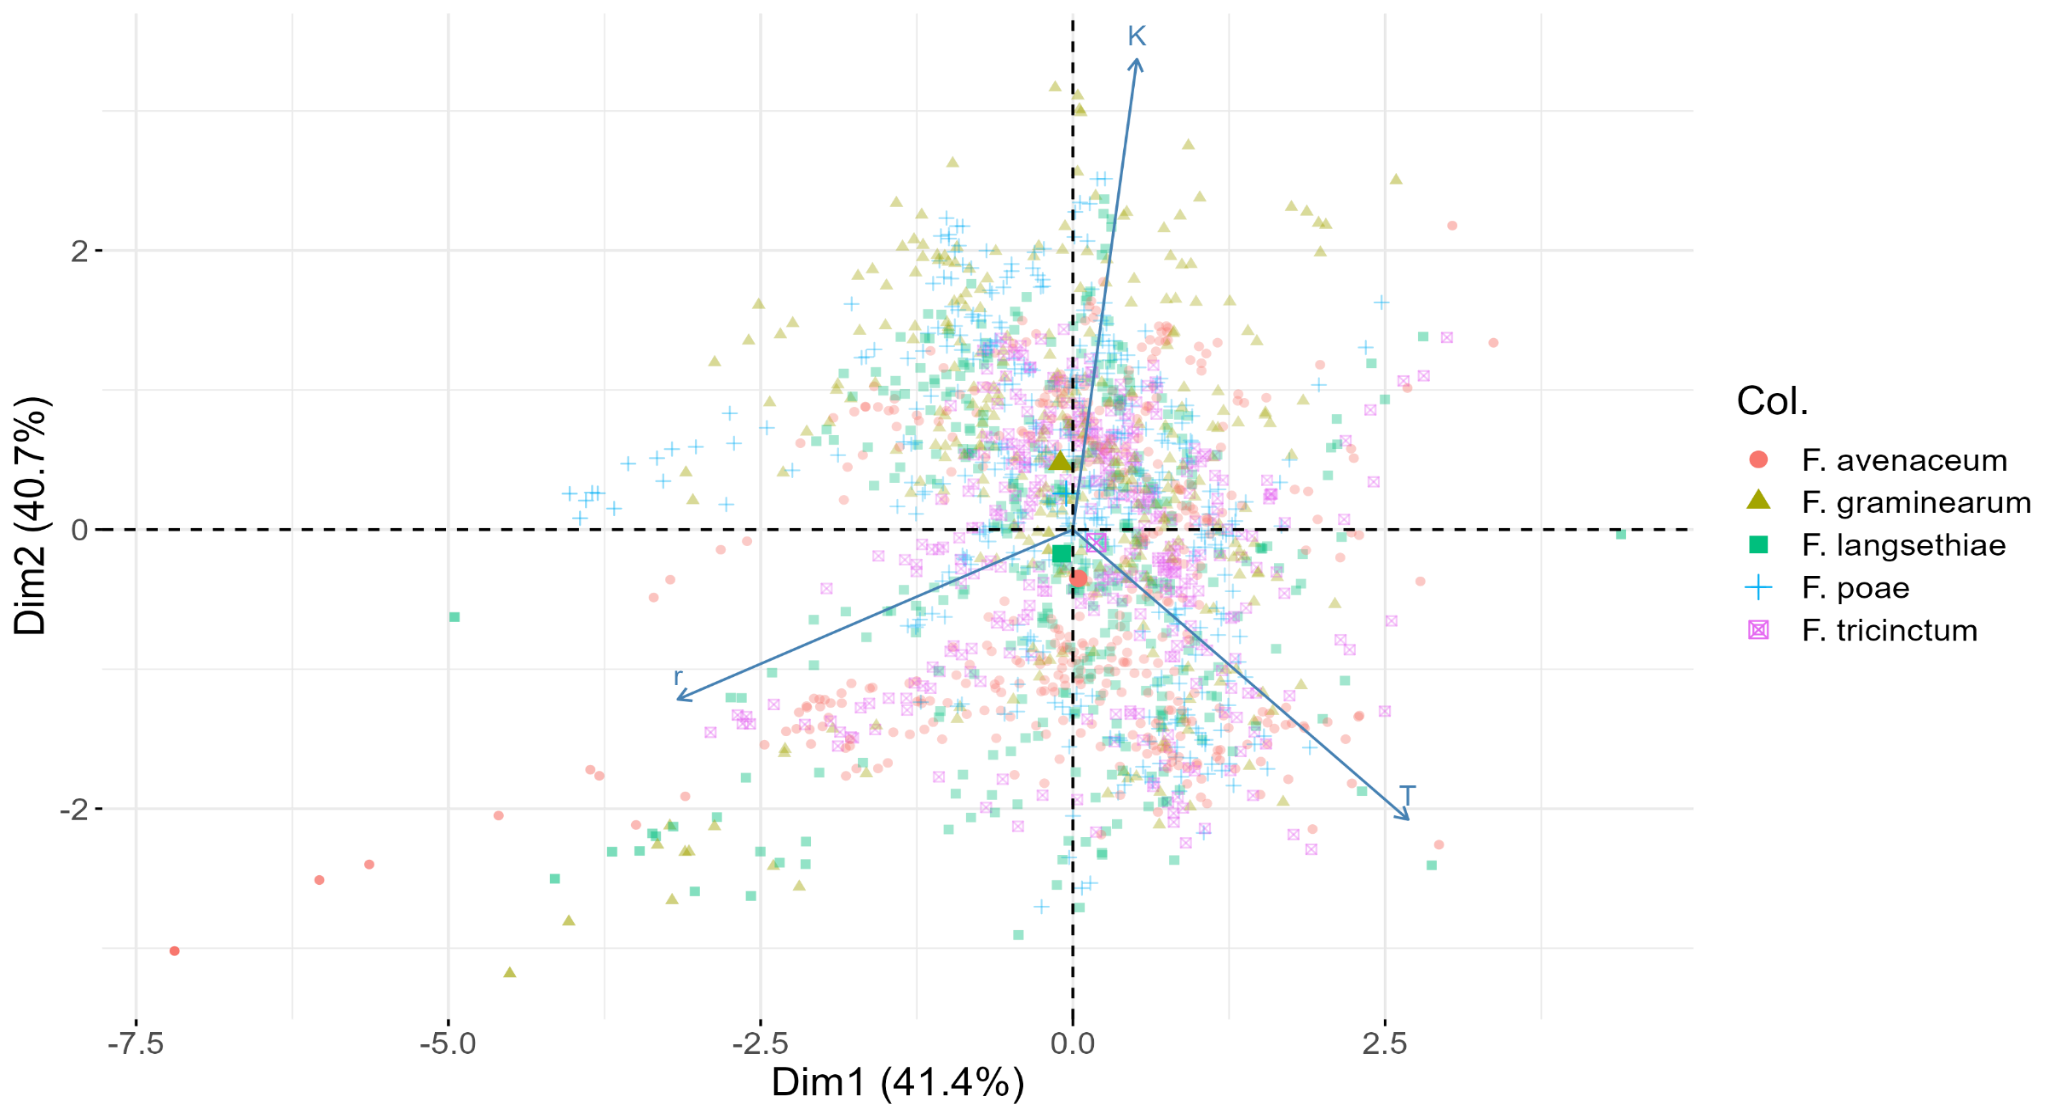 K
r
T
2
0
-2
-7.5
-5.0
-2.5
0.0
2.5
Dim1 (41.4%)
Dim2 (40.7%)
Col.
F. avenaceum
F. graminearum
F. langsethiae
F. poae
F. tricinctum